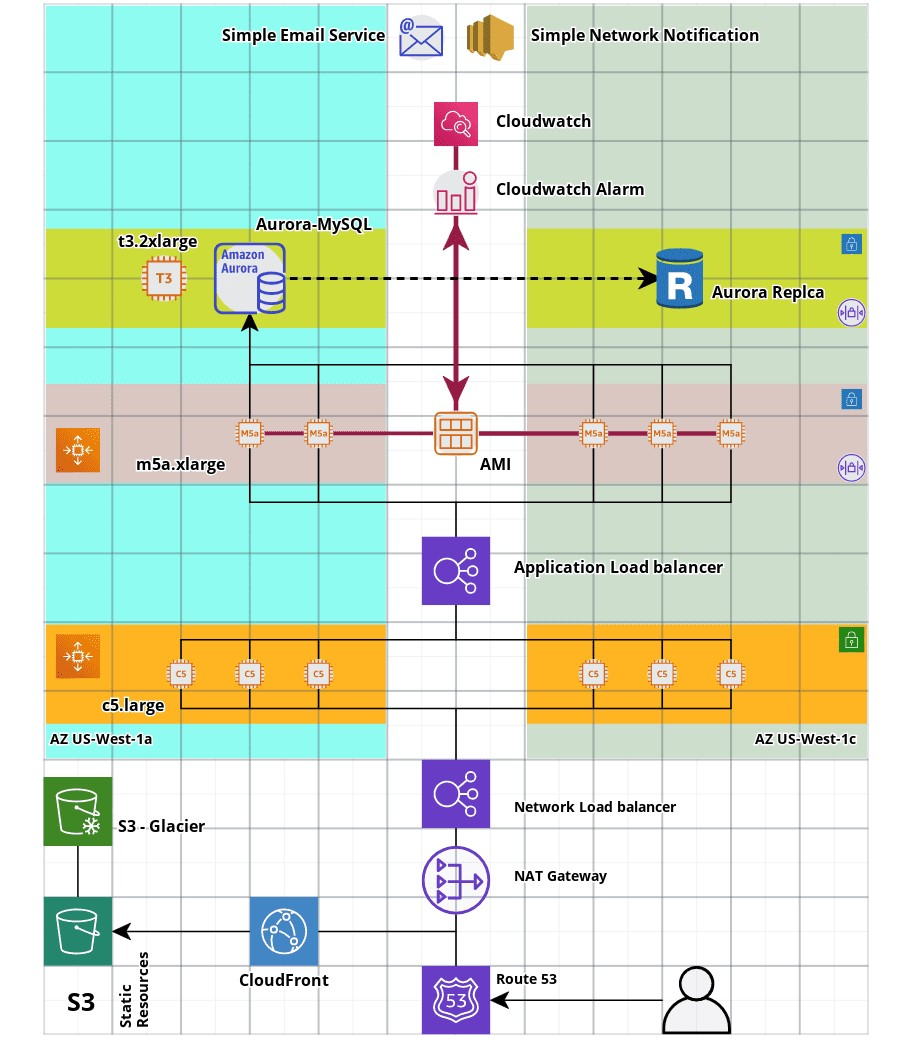 Simple Email Service
@
Simple Network Notification
Cloudwatch
Cloudwatch Alarm
Aurora-MySQL
t3.2xlarge
T3
Amazon
Aurora
R
Aurora Replca
M5a
M5a
M5a
M5a
M5a
m5a.xlarge
AMI
Application Load balancer
C5
C5
C5
C5
C5
C5
c5.large
AZ US-West-1a
AZ US-West-1c
Network Load balancer
S3 - Glacier
NAT Gateway
CloudFront
Route 53
53
S3
Static
Resources